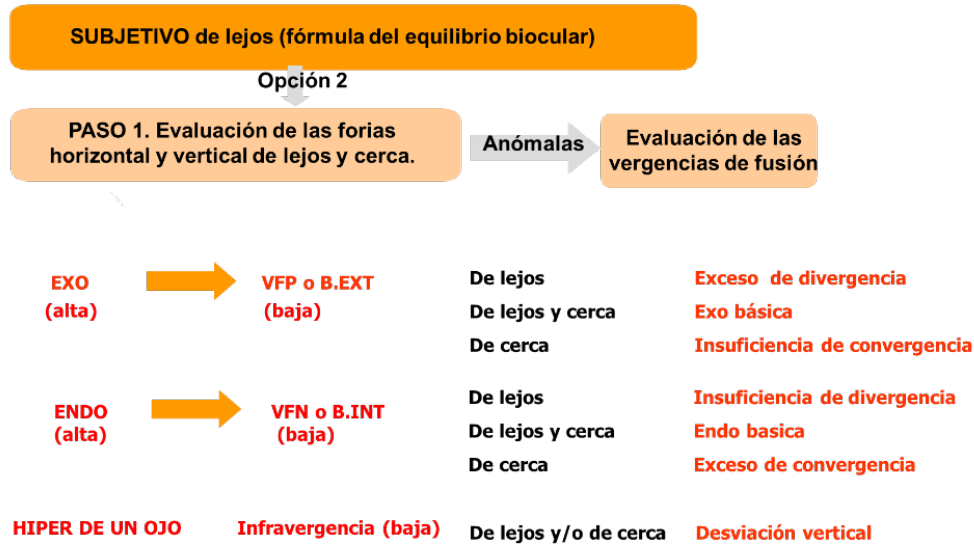 SUBJETIVO de lejos (fórmula del equilibrio biocular)
Opción 2
PASO 1. Evaluación de las forias
horizontal y vertical de lejos y cerca.
Anómalas
Evaluación de las
vergencias de fusión
EXO
(alta)
VFP o B.EXT
(baja)
De lejos Exceso de divergencia
De lejos y cerca Exo básica
De cerca Insuficiencia de convergencia
ENDO
(alta)
VFN o B.INT
(baja)
De lejos Insuficiencia de divergencia
De lejos y cerca Endo basica
De cerca Exceso de convergencia
HIPER DE UN OJO Infravergencia (baja) De lejos y/o de cerca Desviación vertical